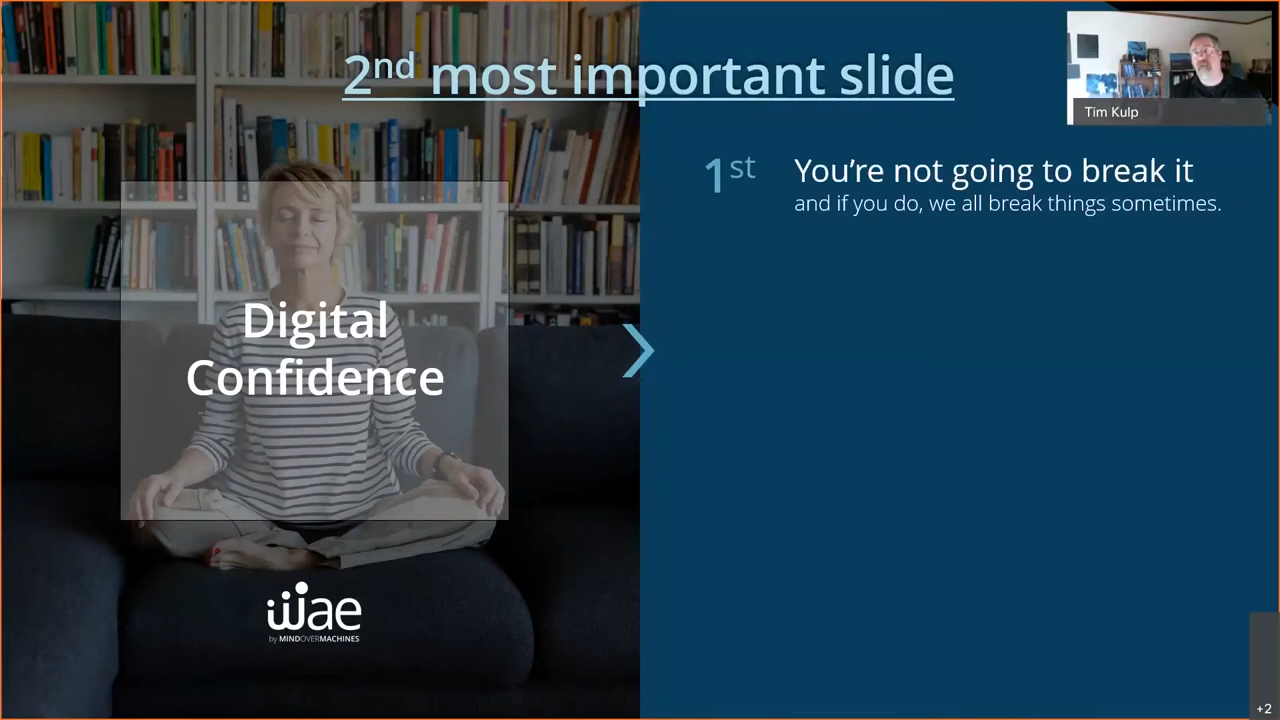 2nd most important slide
Tim Kulp
1st
You're not going to break it
and if you do, we all break things sometimes.
Digital
Confidence
wae
by MINDOVERMACHINES
+2